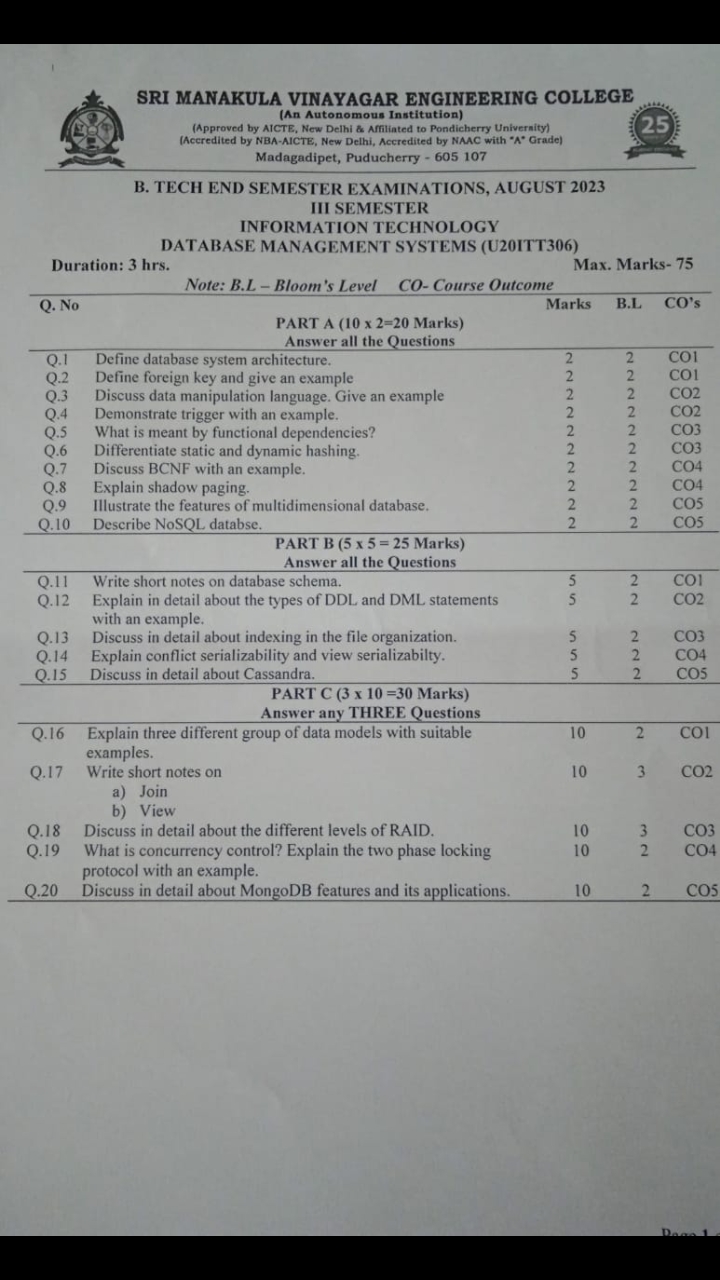 SRI MANAKULA VINAYAGAR ENGINEERING COLLEGE
(An Autonomous Institution)
(Approved by AICTE, New Delhi & Affiliated to Pondicherry University)
(Accredited by NBA-AICTE, New Delhi, Accredited by NAAC with "A" Grade)
Madagadipet, Puducherry - 605 107
25
B. TECH END SEMESTER EXAMINATIONS, AUGUST 2023
III SEMESTER
INFORMATION TECHNOLOGY
DATABASE MANAGEMENT SYSTEMS (U20ITT306)
Duration: 3 hrs. Max. Marks- 75
Note: B.L – Bloom's Level CO- Course Outcome
Q. No Marks B.L CO's
PART A (10 x 2=20 Marks)
Answer all the Questions
Q.1 Define database system architecture. 2 2 CO1
Q.2 Define foreign key and give an example 2 2 CO1
Q.3 Discuss data manipulation language. Give an example 2 2 CO2
Q.4 Demonstrate trigger with an example. 2 2 CO2
Q.5 What is meant by functional dependencies? 2 2 CO3
Q.6 Differentiate static and dynamic hashing. 2 2 CO3
Q.7 Discuss BCNF with an example. 2 2 CO4
Q.8 Explain shadow paging. 2 2 CO4
Q.9 Illustrate the features of multidimensional database. 2 2 CO5
Q.10 Describe NoSQL databse. 2 2 CO5
PART B (5 x 5 = 25 Marks)
Answer all the Questions
Q.11 Write short notes on database schema. 5 2 CO1
Q.12 Explain in detail about the types of DDL and DML statements 5 2 CO2
with an example.
Q.13 Discuss in detail about indexing in the file organization. 5 2 CO3
Q.14 Explain conflict serializability and view serializabilty. 5 2 CO4
Q.15 Discuss in detail about Cassandra. 5 2 CO5
PART C (3 x 10 =30 Marks)
Answer any THREE Questions
Q.16 Explain three different group of data models with suitable 10 2 CO1
examples.
Q.17 Write short notes on 10 3 CO2
a) Join
b) View
Q.18 Discuss in detail about the different levels of RAID. 10 3 CO3
Q.19 What is concurrency control? Explain the two phase locking 10 2 CO4
protocol with an example.
Q.20 Discuss in detail about MongoDB features and its applications. 10 2 CO5